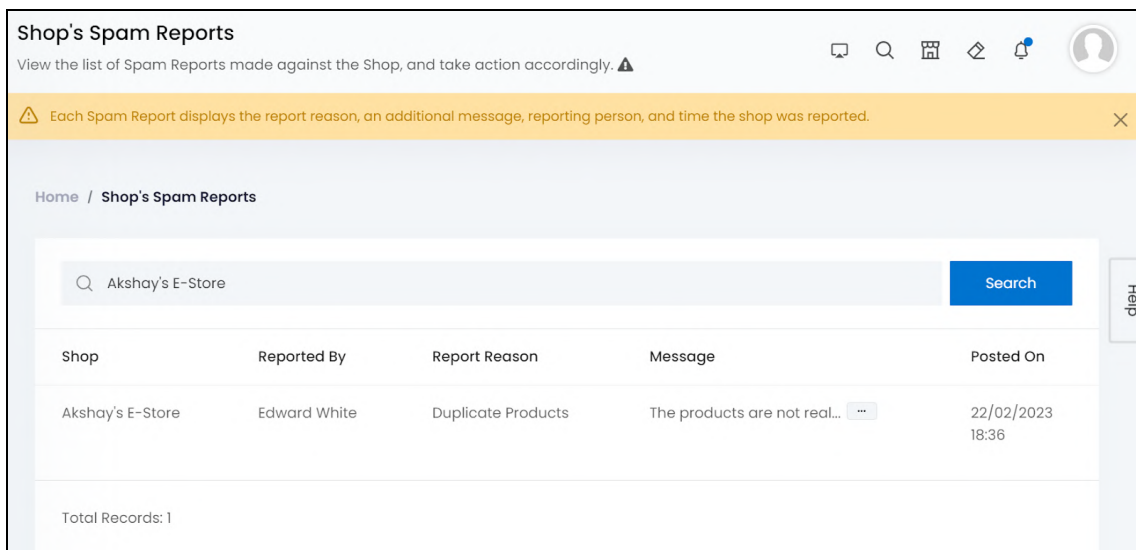 Shop's Spam Reports
View the list of Spam Reports made against the Shop, and take action accordingly.
Each Spam Report displays the report reason, an additional message, reporting person, and time the shop was reported.
Home / Shop's Spam Reports
Akshay's E-Store
Search
Help
Shop Reported By Report Reason Message Posted On
Akshay's E-Store Edward White Duplicate Products The products are not real... ... 22/02/2023
18:36
Total Records: 1